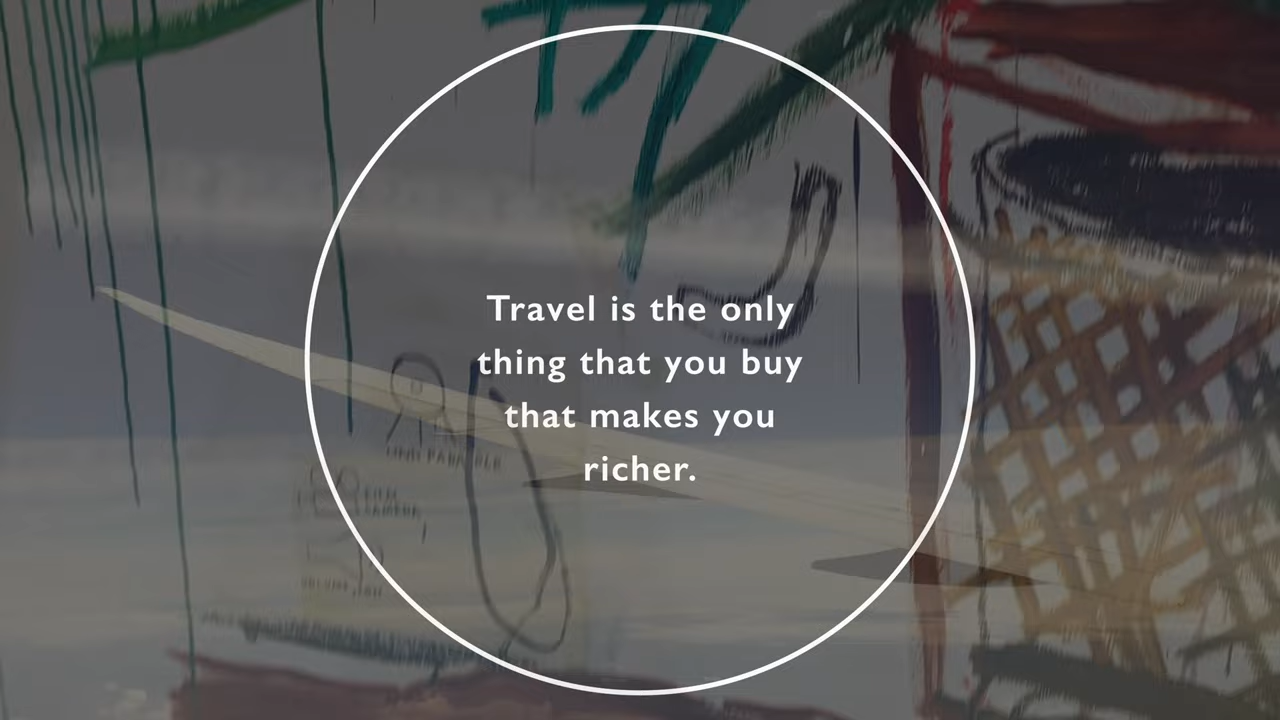 Travel is the only
thing that you buy
that makes you
richer.